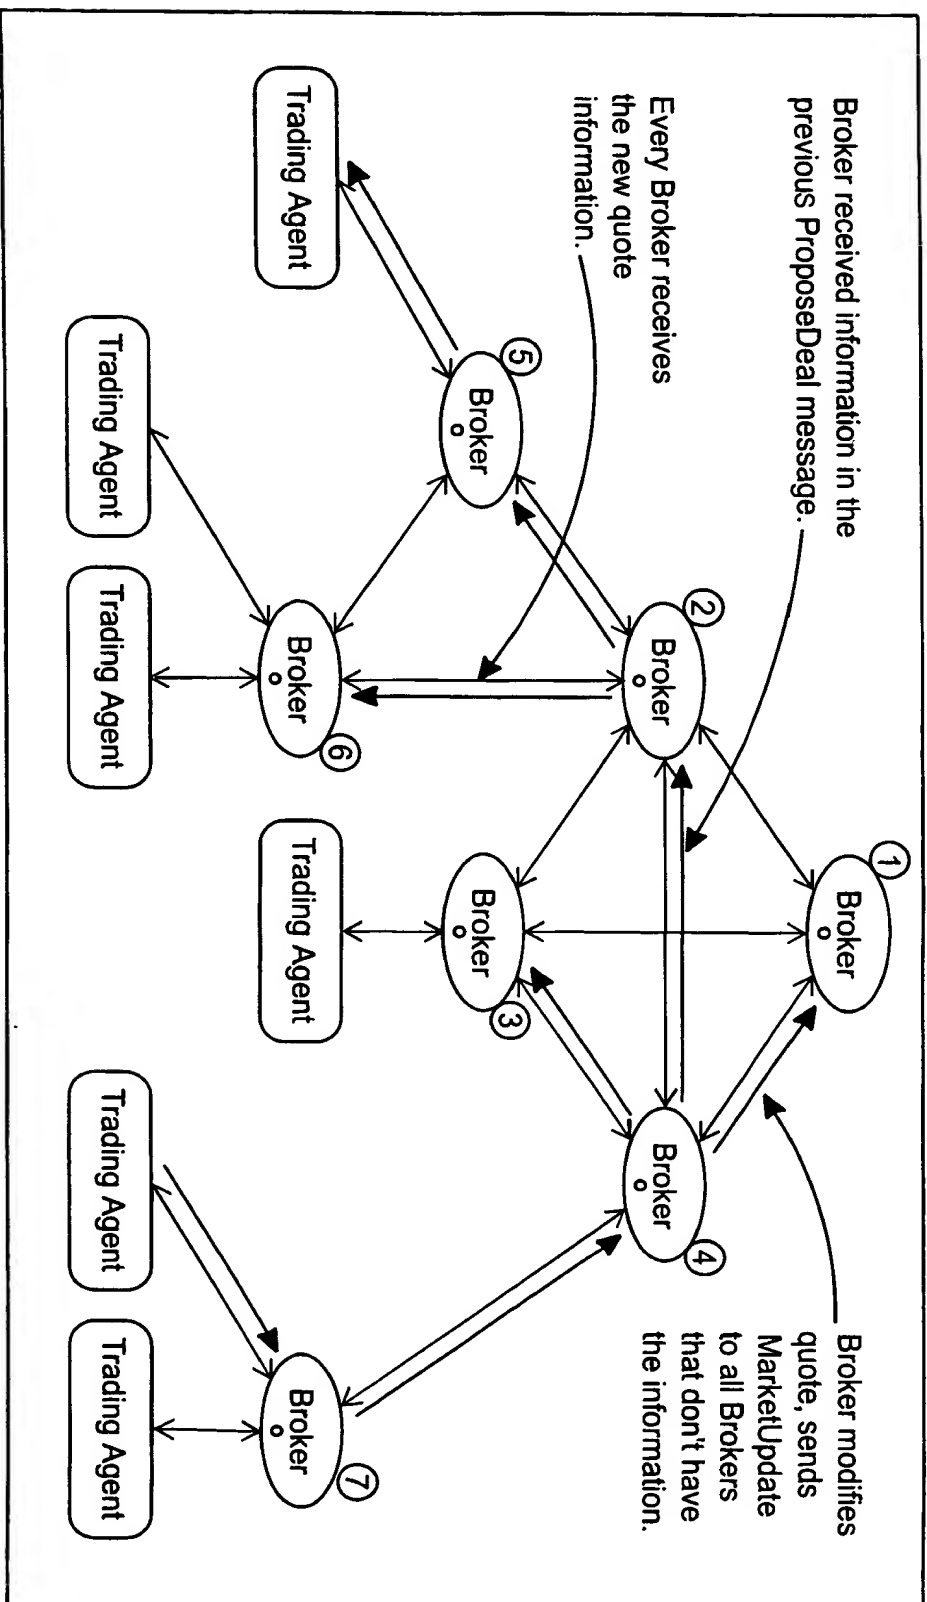 Broker received information in the
previous ProposeDeal message.
Every Broker receives
the new quote
information.
Broker modifies
quote, sends
MarketUpdate
to all Brokers
that don't have
the information.
1
Broker
2
Broker
Broker
4
5
Broker
Broker
3
Broker
6
Broker
7
Trading Agent
Trading Agent
Trading Agent
Trading Agent
Trading Agent
Trading Agent